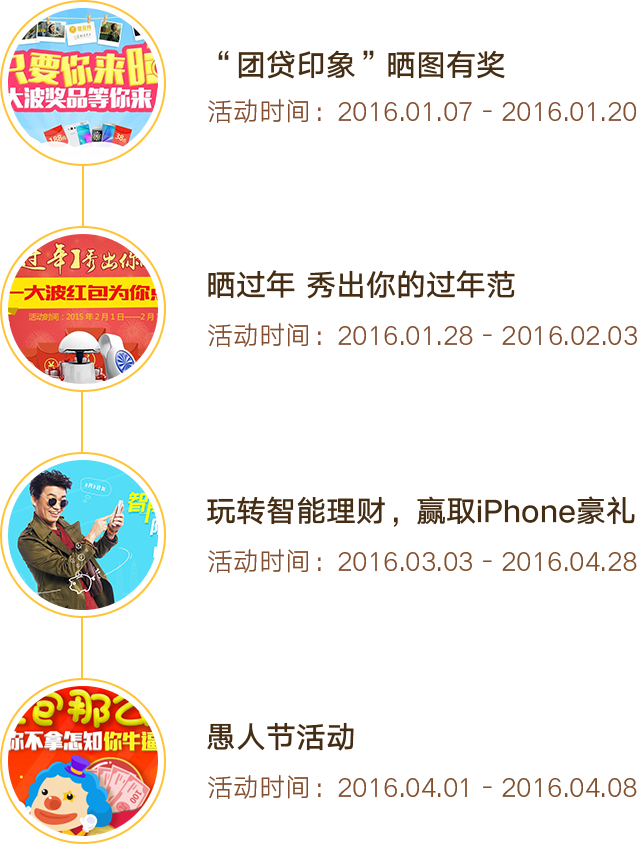 只要你来晒
大波奖品等你来
“团贷印象”晒图有奖
活动时间：2016.01.07 - 2016.01.20
过年1秀出你
一大波红包为你
活动时间：2015年2月1日——2月
晒过年 秀出你的过年范
活动时间：2016.01.28 - 2016.02.03
玩转智能理财，赢取iPhone豪礼
活动时间：2016.03.03 - 2016.04.28
包那么
你不拿怎知你牛逼
100
愚人节活动
活动时间：2016.04.01 - 2016.04.08